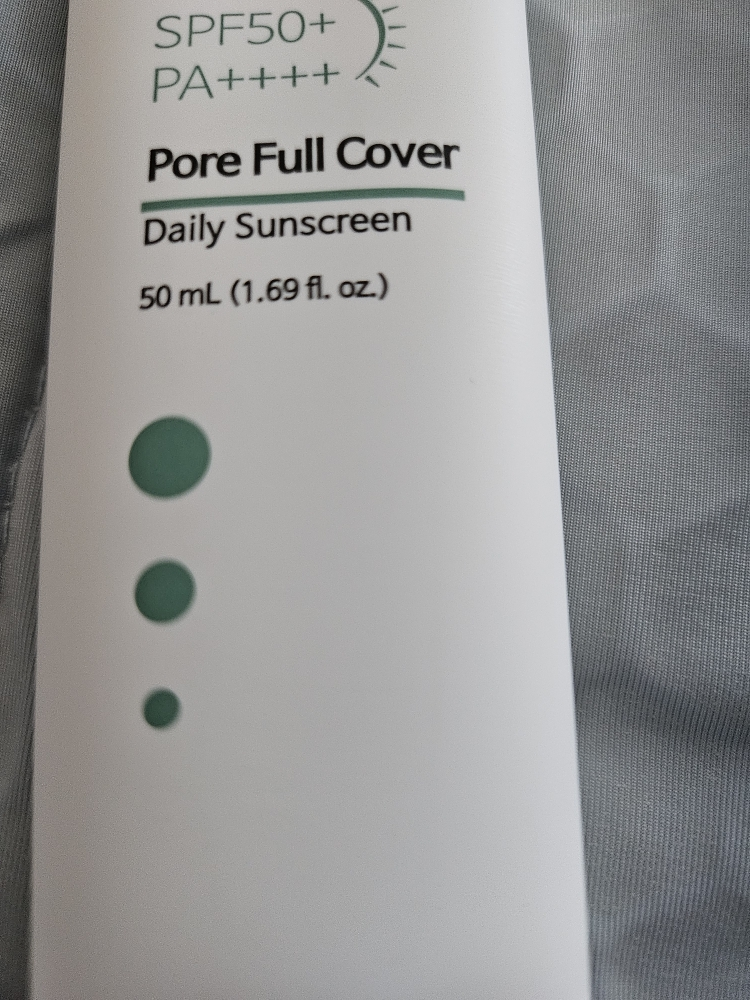 SPF50+
PA++++
Pore Full Cover
Daily Sunscreen
50 mL (1.69 fl. oz.)